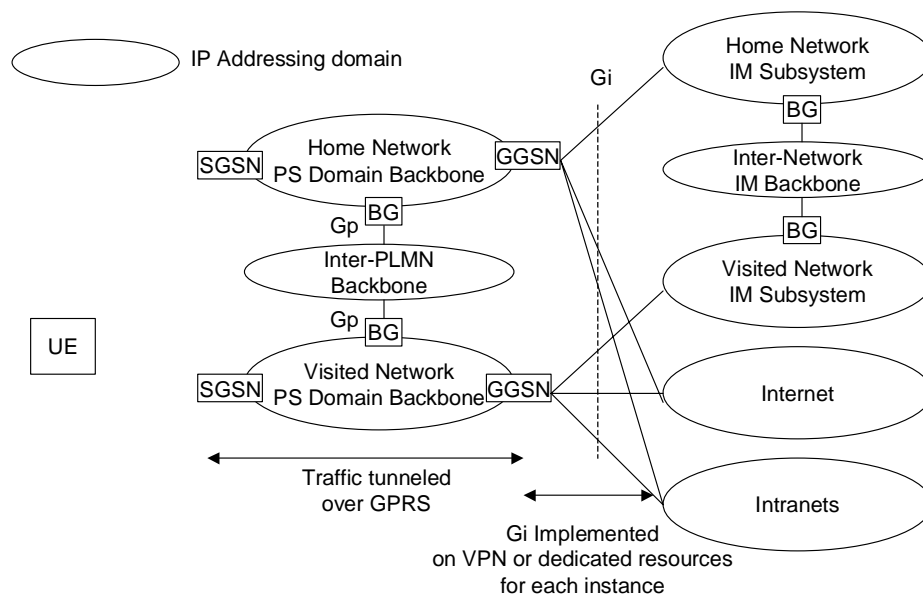 IP Addressing domain
Home Network
IM Subsystem
Gi
BG
SGSN
Home Network
PS Domain Backbone
GGSN
Inter-Network
IM Backbone
BG
Gp
Inter-PLMN
Backbone
BG
Visited Network
IM Subsystem
Gp
BG
UE
SGSN
Visited Network
PS Domain Backbone
GGSN
Internet
Traffic tunneled
over GPRS
Intranets
Gi Implemented
on VPN or dedicated resources
for each instance